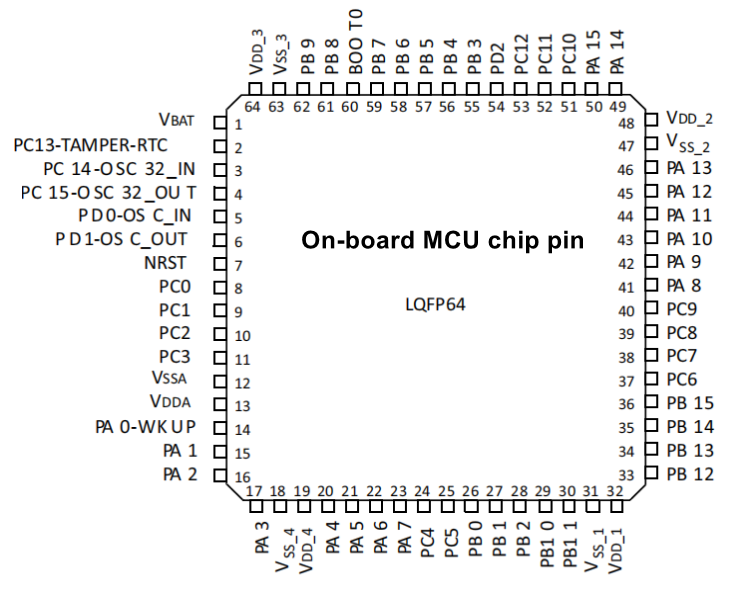 VDD_3
VSS_3
PB 9
PB 8
BOO T0
PB 7
PB 6
PB 5
PB 4
PB 3
PD2
PC12
PC11
PC10
PA 15
PA 14
64 63 62 61 60 59 58 57 56 55 54 53 52 51 50 49
VBAT 1
PC13-TAMPER-RTC 2
PC 14-OSC 32_IN 3
PC 15-O SC 32_OU T 4
P D 0-OS C_IN 5
P D 1-OS C_OUT 6
NRST 7
PC0 8
PC1 9
PC2 10
PC3 11
VSSA 12
VDDA 13
PA 0-WK UP 14
PA 1 15
PA 2 16
On-board MCU chip pin
LQFP64
48 VDD_2
47 VSS_2
46 PA 13
45 PA 12
44 PA 11
43 PA 10
42 PA 9
41 PA 8
40 PC9
39 PC8
38 PC7
37 PC6
36 PB 15
35 PB 14
34 PB 13
33 PB 12
17 18 19 20 21 22 23 24 25 26 27 28 29 30 31 32
PA 3
VSS_4
VDD_4
PA 4
PA 5
PA 6
PA 7
PC4
PC5
PB 0
PB 1
PB 2
PB1 0
PB1 1
VSS_1
VDD_1